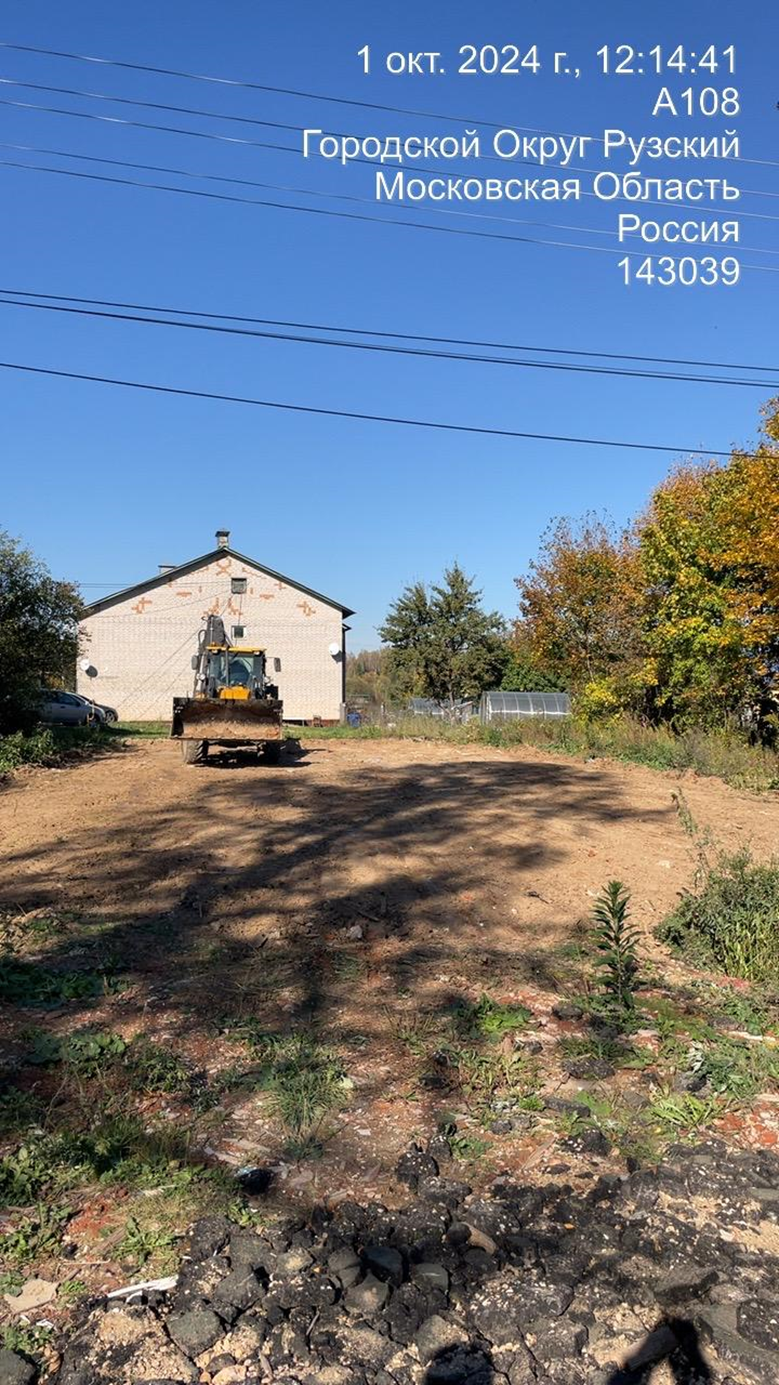 1 окт. 2024 г., 12:14:41
А108
Городской Округ Рузский
Московская Область
Россия
143039